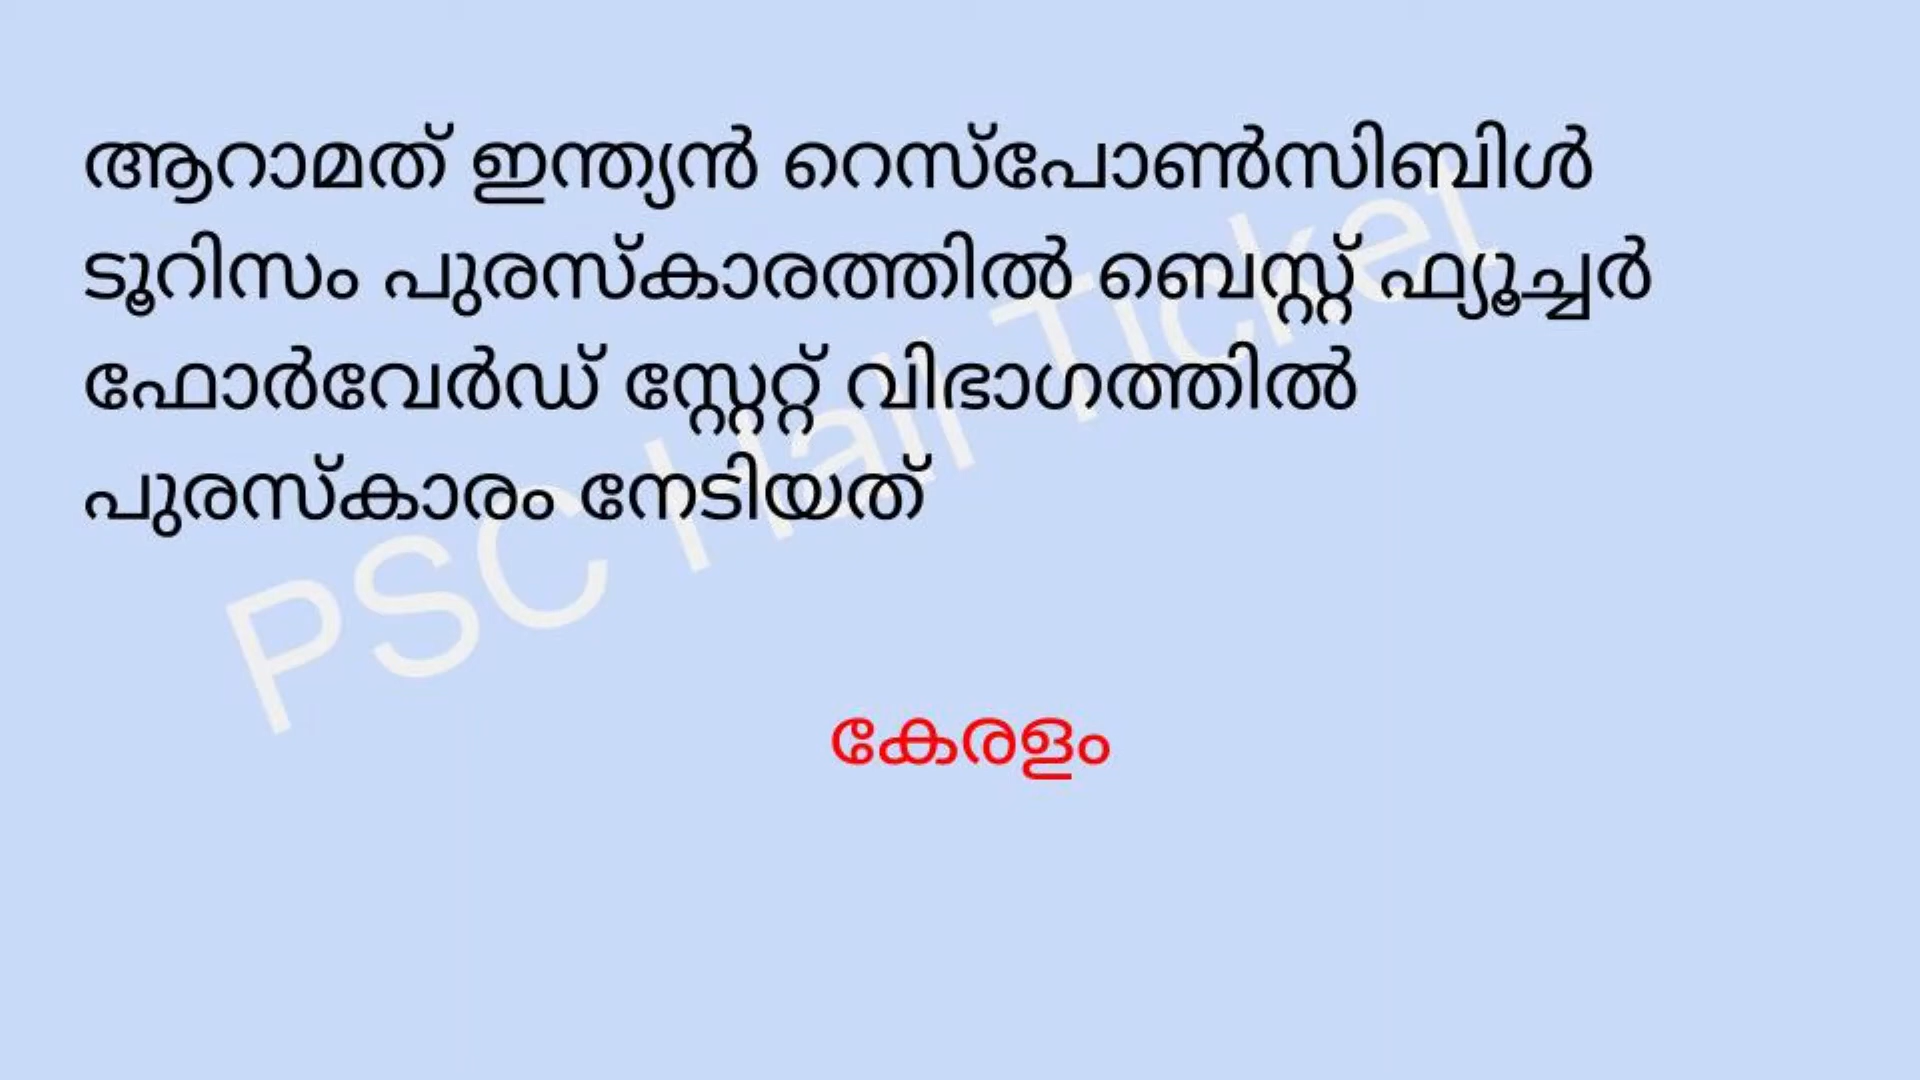 ആറാമത് ഇന്ത്യൻ റെസ്പോൺസിബിൾ
ടൂറിസം പുരസ്കാരത്തിൽ ബെസ്റ്റ് ഫ്യൂച്ചർ
ഫോർവേർഡ് സ്റ്റേറ്റ് വിഭാഗത്തിൽ
പുരസ്കാരം നേടിയത്
PSC Hall Ticket
കേരളം